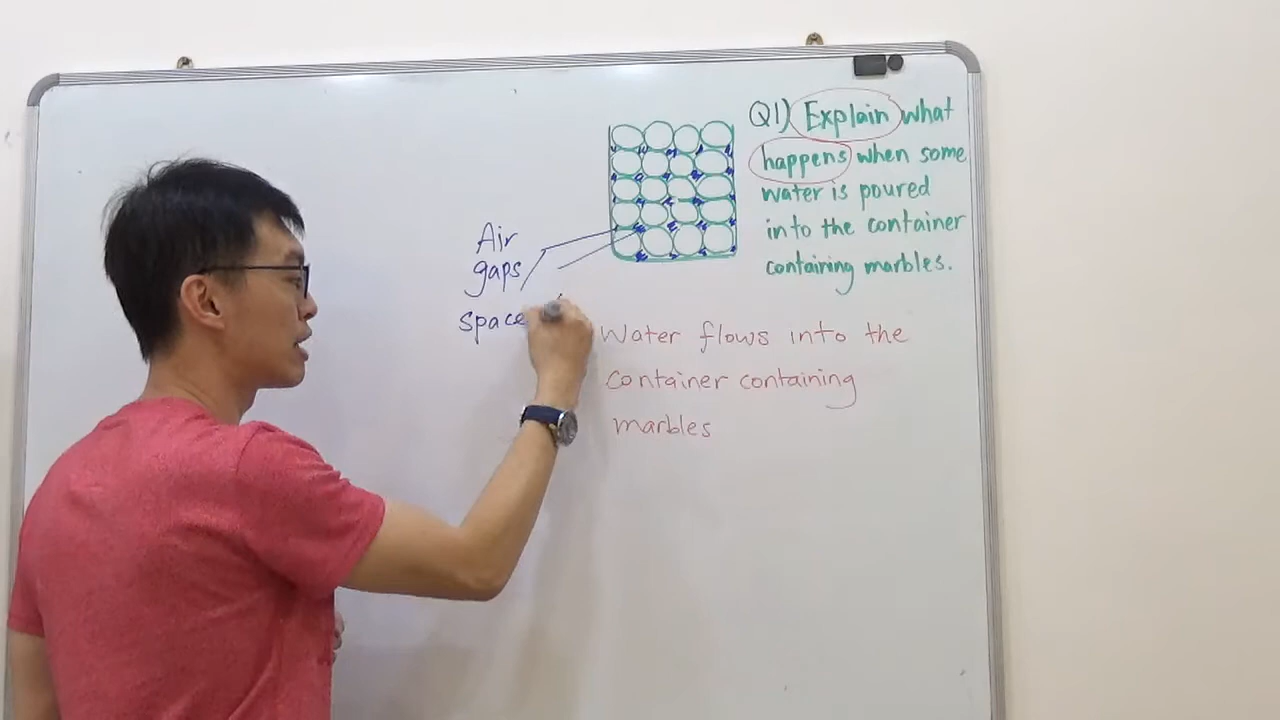 Q1) Explain what
happens when some
water is poured
into the container
containing marbles.
Air
gaps
space
Water flows into the
container containing
marbles